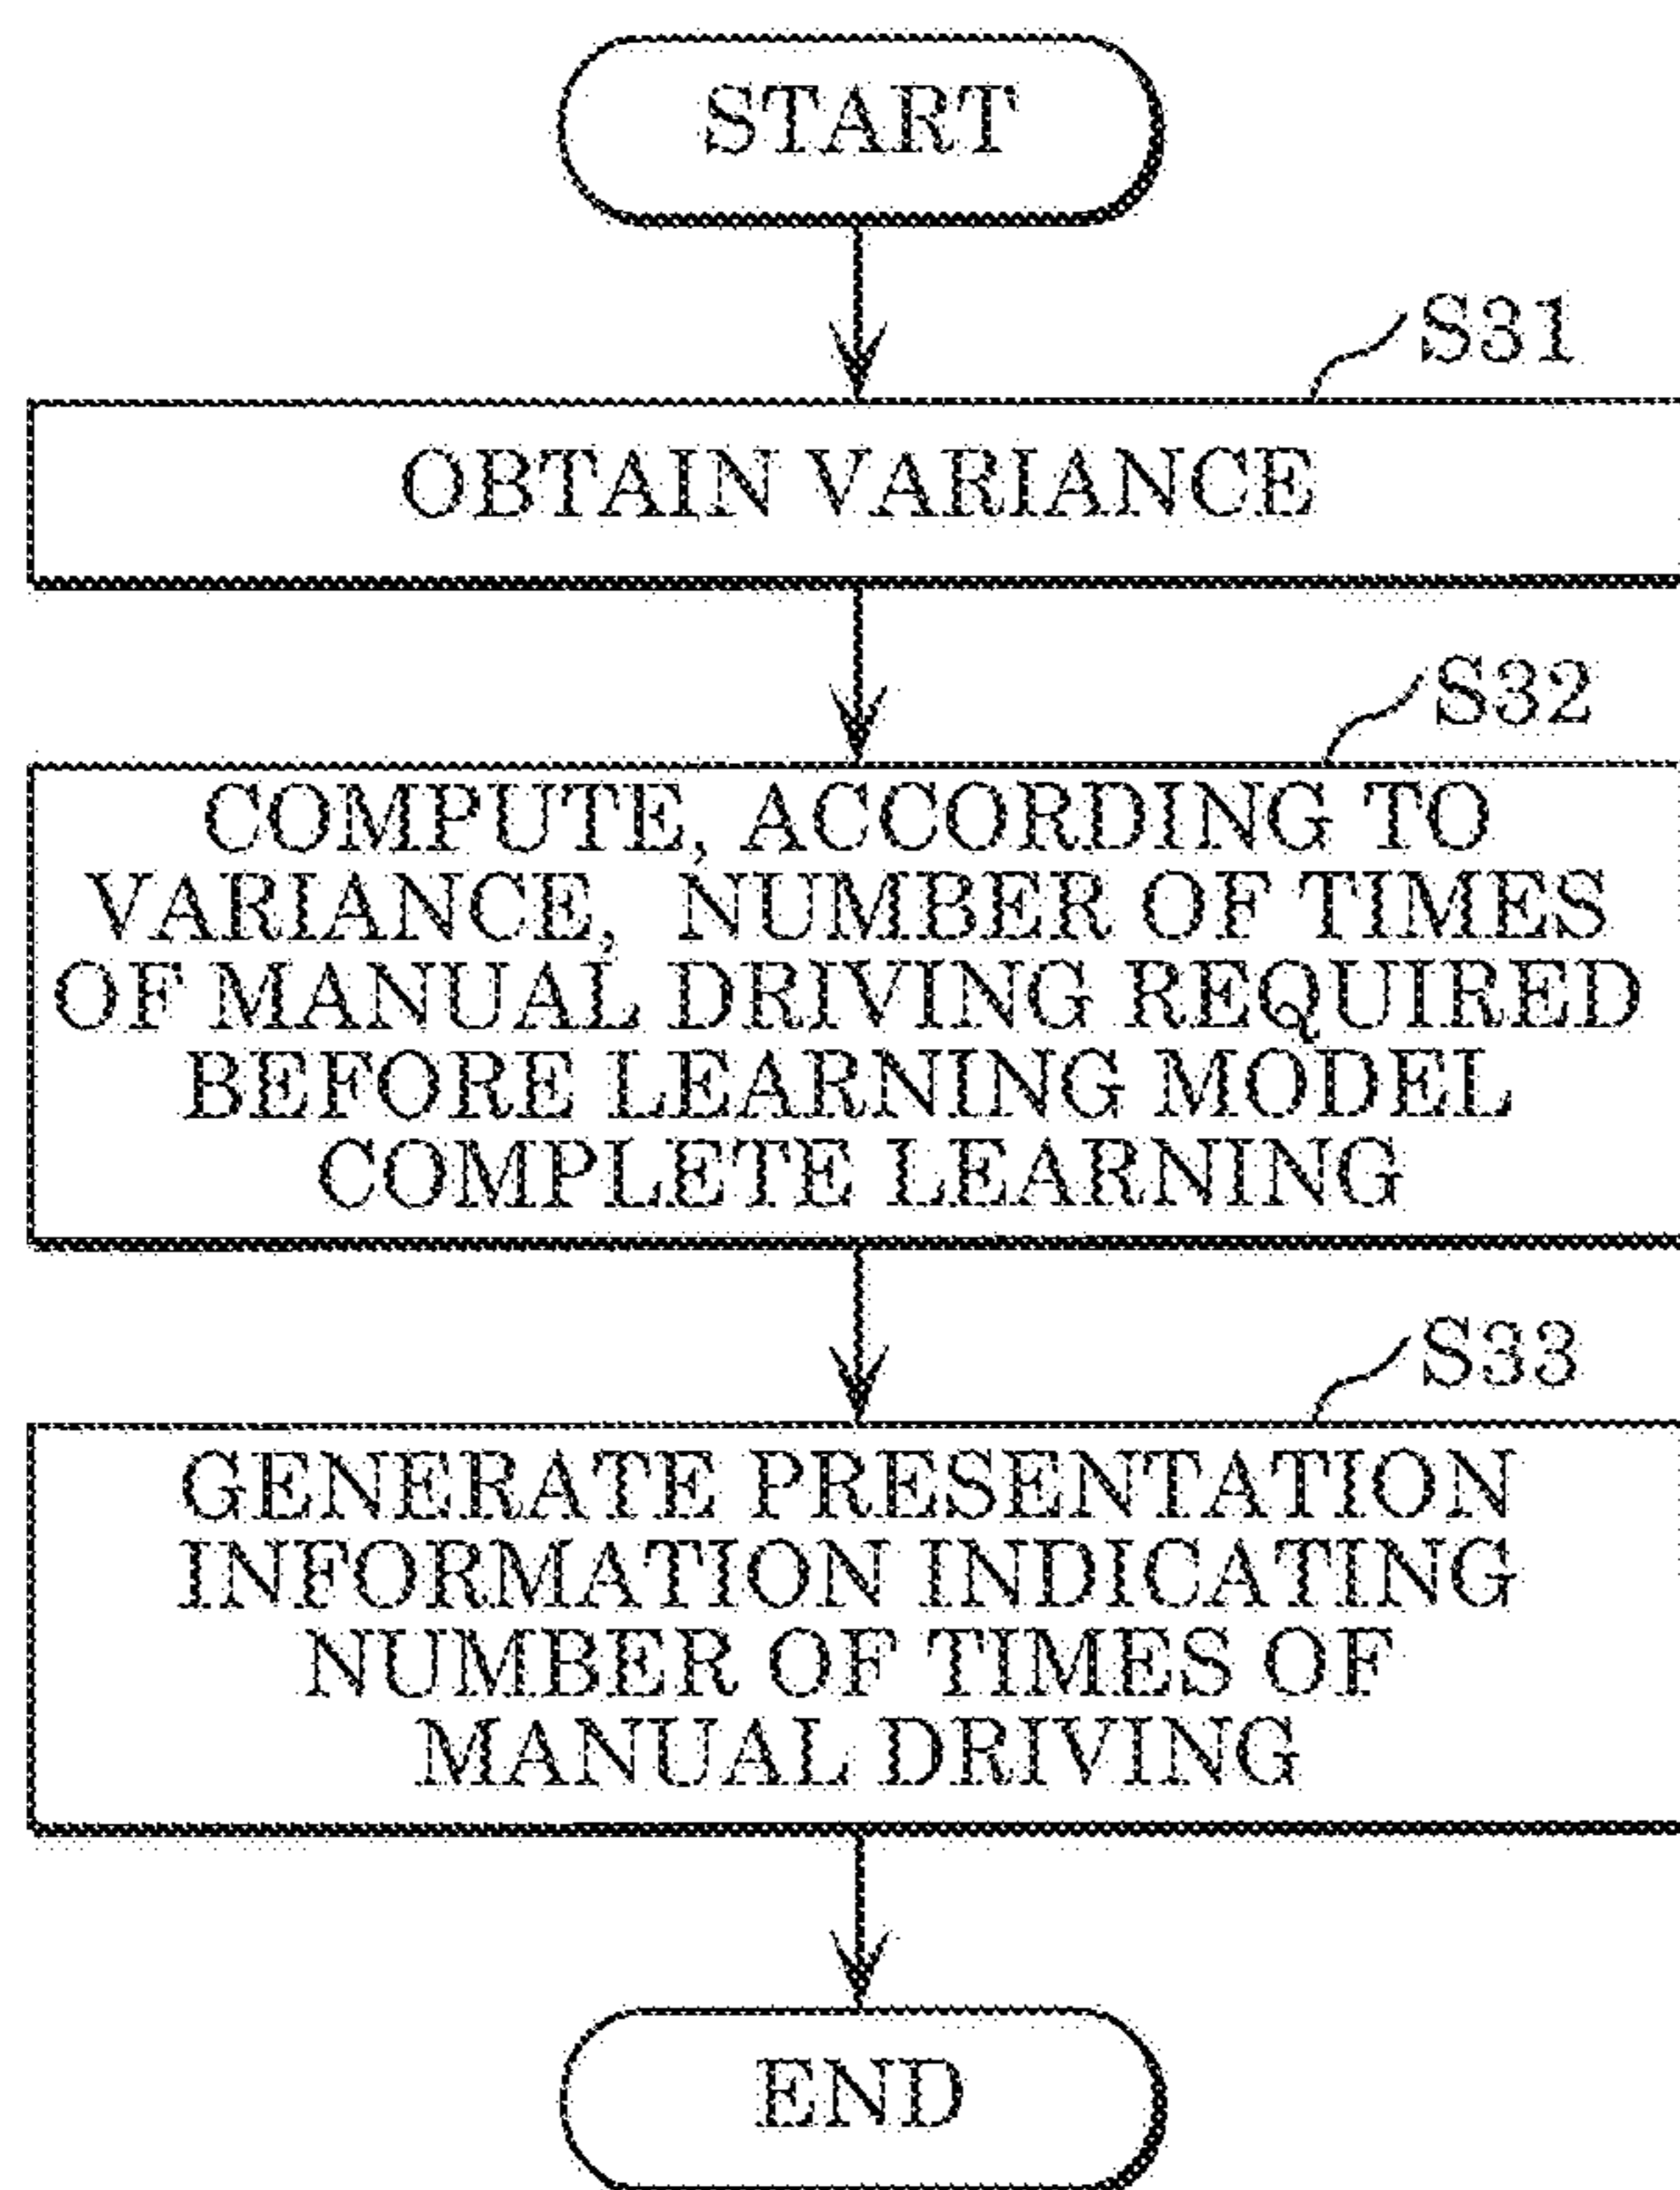 START
S31
OBTAIN VARIANCE
S32
COMPUTE, ACCORDING TO
VARIANCE, NUMBER OF TIMES
OF MANUAL DRIVING REQUIRED
BEFORE LEARNING MODEL
COMPLETE LEARNING
S33
GENERATE PRESENTATION
INFORMATION INDICATING
NUMBER OF TIMES OF
MANUAL DRIVING
END